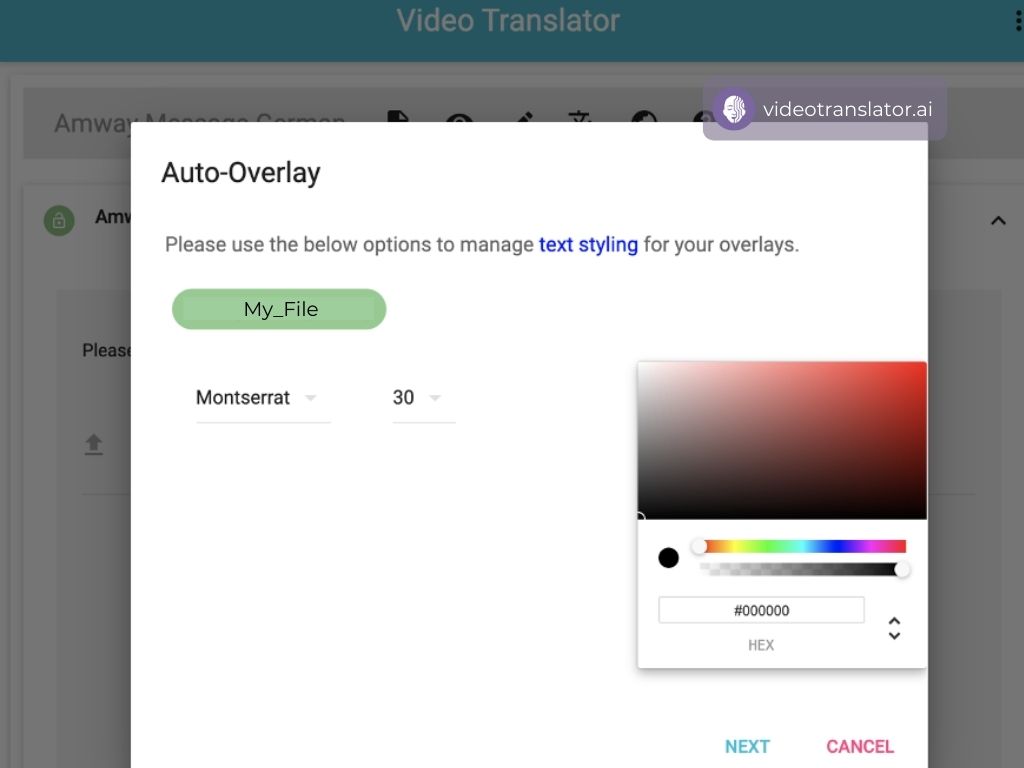 Video Translator
videotranslator.ai
Amway Message German
Auto-Overlay
Amw
Please use the below options to manage text styling for your overlays.
My_File
Please
Montserrat
30
#000000
HEX
NEXT
CANCEL